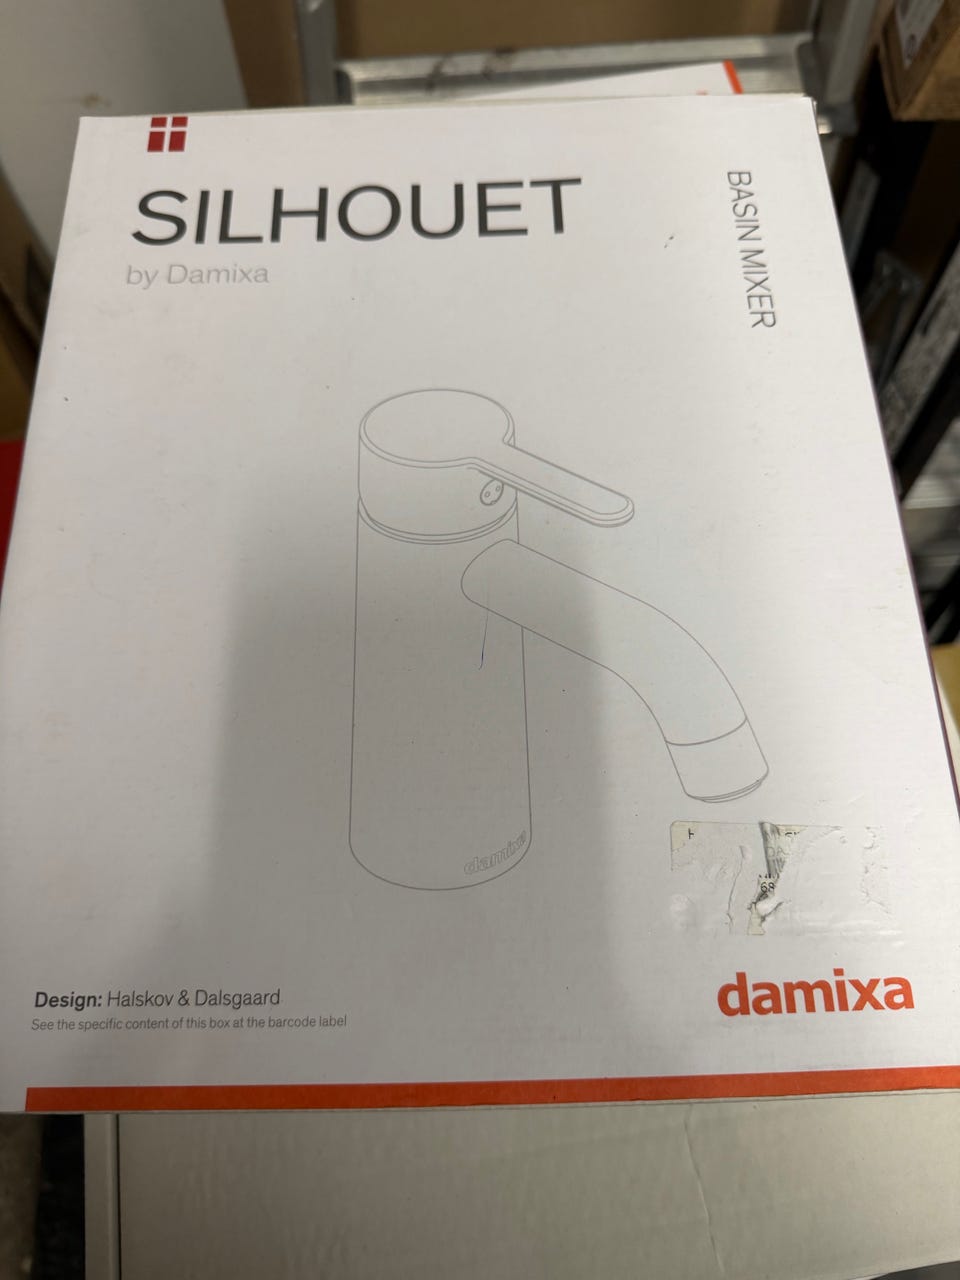 SILHOUET
by Damixa
BASIN MIXER
damixa
68
Design: Halskov & Dalsgaard
See the specific content of this box at the barcode label
damixa